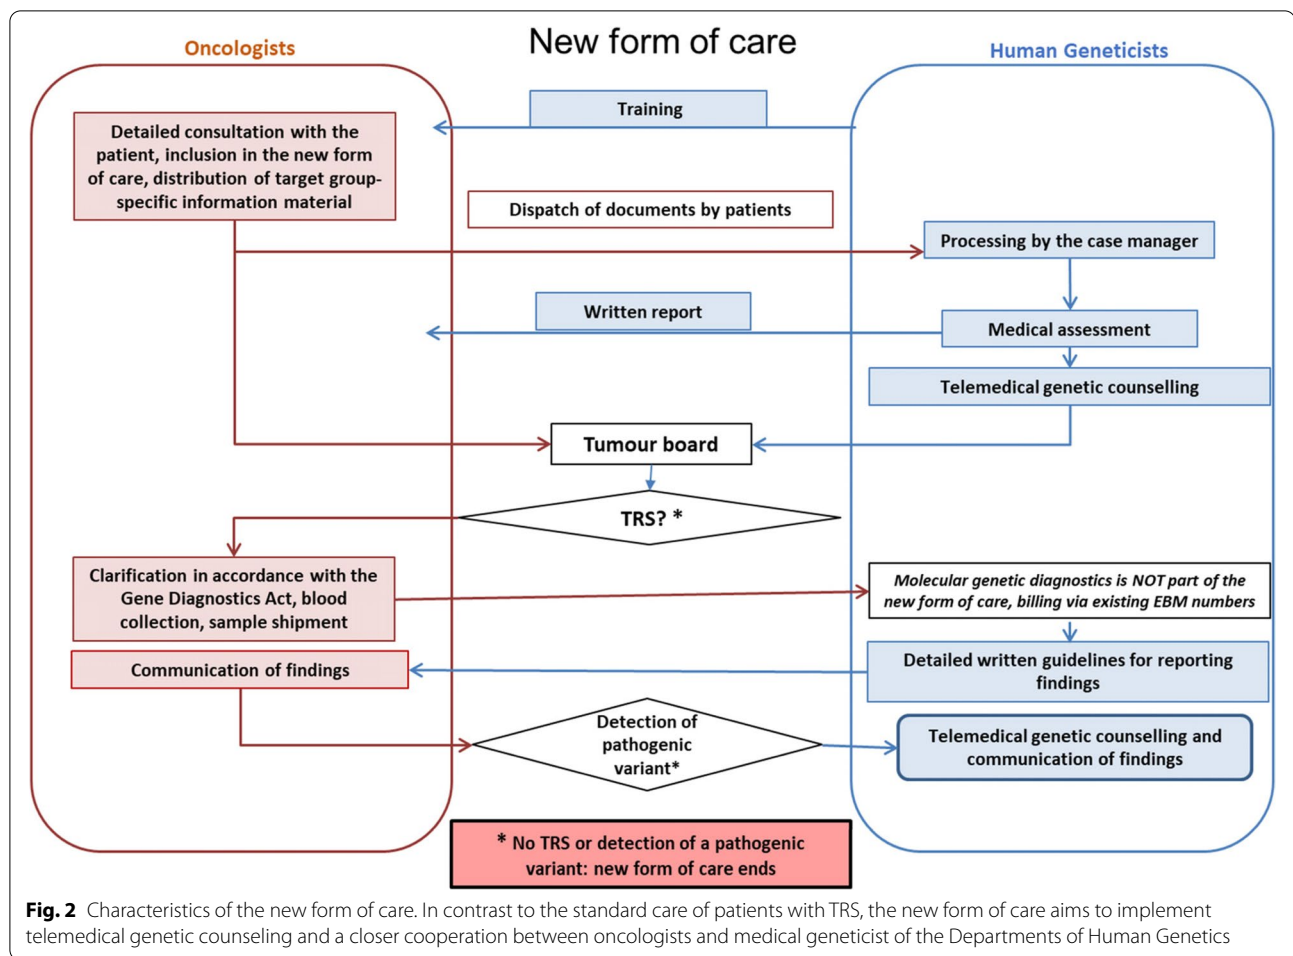 New form of care
Oncologists
Human Geneticists
Training
Detailed consultation with the
patient, inclusion in the new form
of care, distribution of target group-
specific information material
Dispatch of documents by patients
Processing by the case manager
Written report
Medical assessment
Telemedical genetic counselling
Tumour board
TRS? *
Clarification in accordance with the
Gene Diagnostics Act, blood
collection, sample shipment
Molecular genetic diagnostics is NOT part of the
new form of care, billing via existing EBM numbers
Communication of findings
Detailed written guidelines for reporting
findings
Detection of
pathogenic
variant*
Telemedical genetic counselling and
communication of findings
* No TRS or detection of a pathogenic
variant: new form of care ends
Fig. 2 Characteristics of the new form of care. In contrast to the standard care of patients with TRS, the new form of care aims to implement
telemedical genetic counseling and a closer cooperation between oncologists and medical geneticist of the Departments of Human Genetics